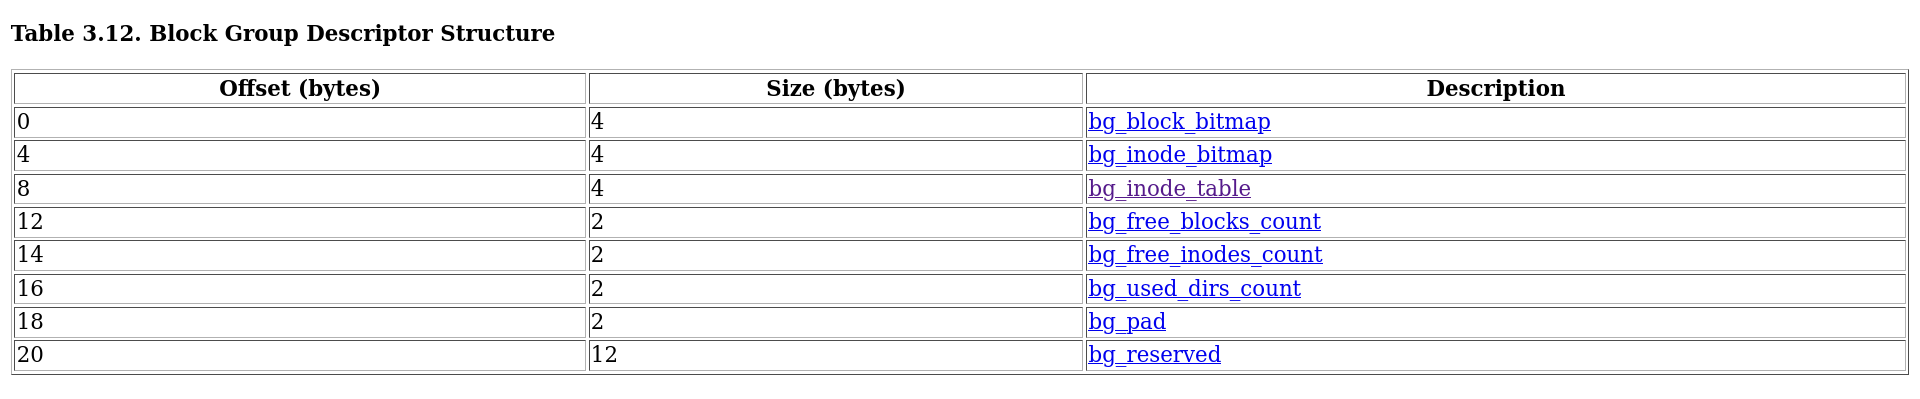 Table 3.12. Block Group Descriptor Structure
Offset (bytes) Size (bytes) Description
0 4 bg_block_bitmap
4 4 bg_inode_bitmap
8 4 bg_inode_table
12 2 bg_free_blocks_count
14 2 bg_free_inodes_count
16 2 bg_used_dirs_count
18 2 bg_pad
20 12 bg_reserved